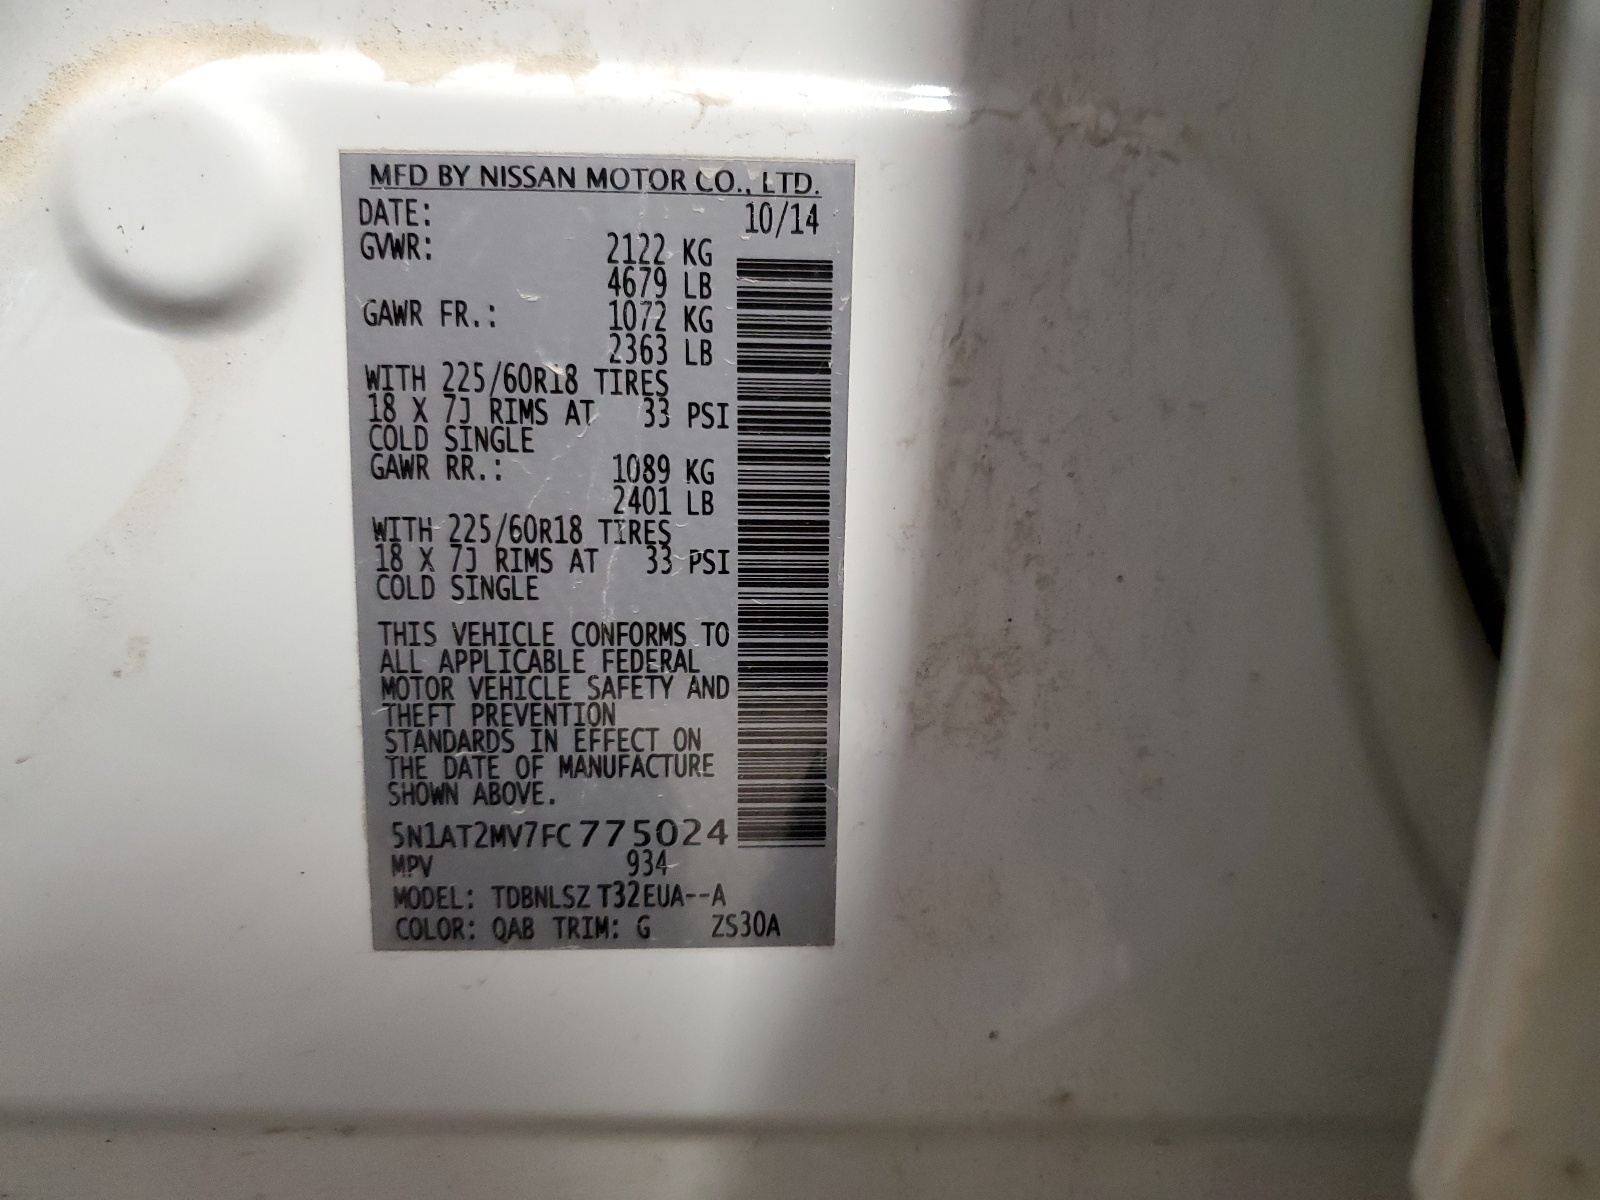 MFD BY NISSAN MOTOR CO., LTD.
DATE: 10/14
GVWR: 2122 KG
4679 LB
GAWR FR.: 1072 KG
2363 LB
WITH 225/60R18 TIRES
18 X 7J RIMS AT 33 PSI
COLD SINGLE
GAWR RR.: 1089 KG
2401 LB
WITH 225/60R18 TIRES
18 X 7J RIMS AT 33 PSI
COLD SINGLE
THIS VEHICLE CONFORMS TO
ALL APPLICABLE FEDERAL
MOTOR VEHICLE SAFETY AND
THEFT PREVENTION
STANDARDS IN EFFECT ON
THE DATE OF MANUFACTURE
SHOWN ABOVE.
5N1AT2MV7FC775024
MPV 934
MODEL: TDBNLSZ T32EUA--A
COLOR: QAB TRIM: G ZS30A